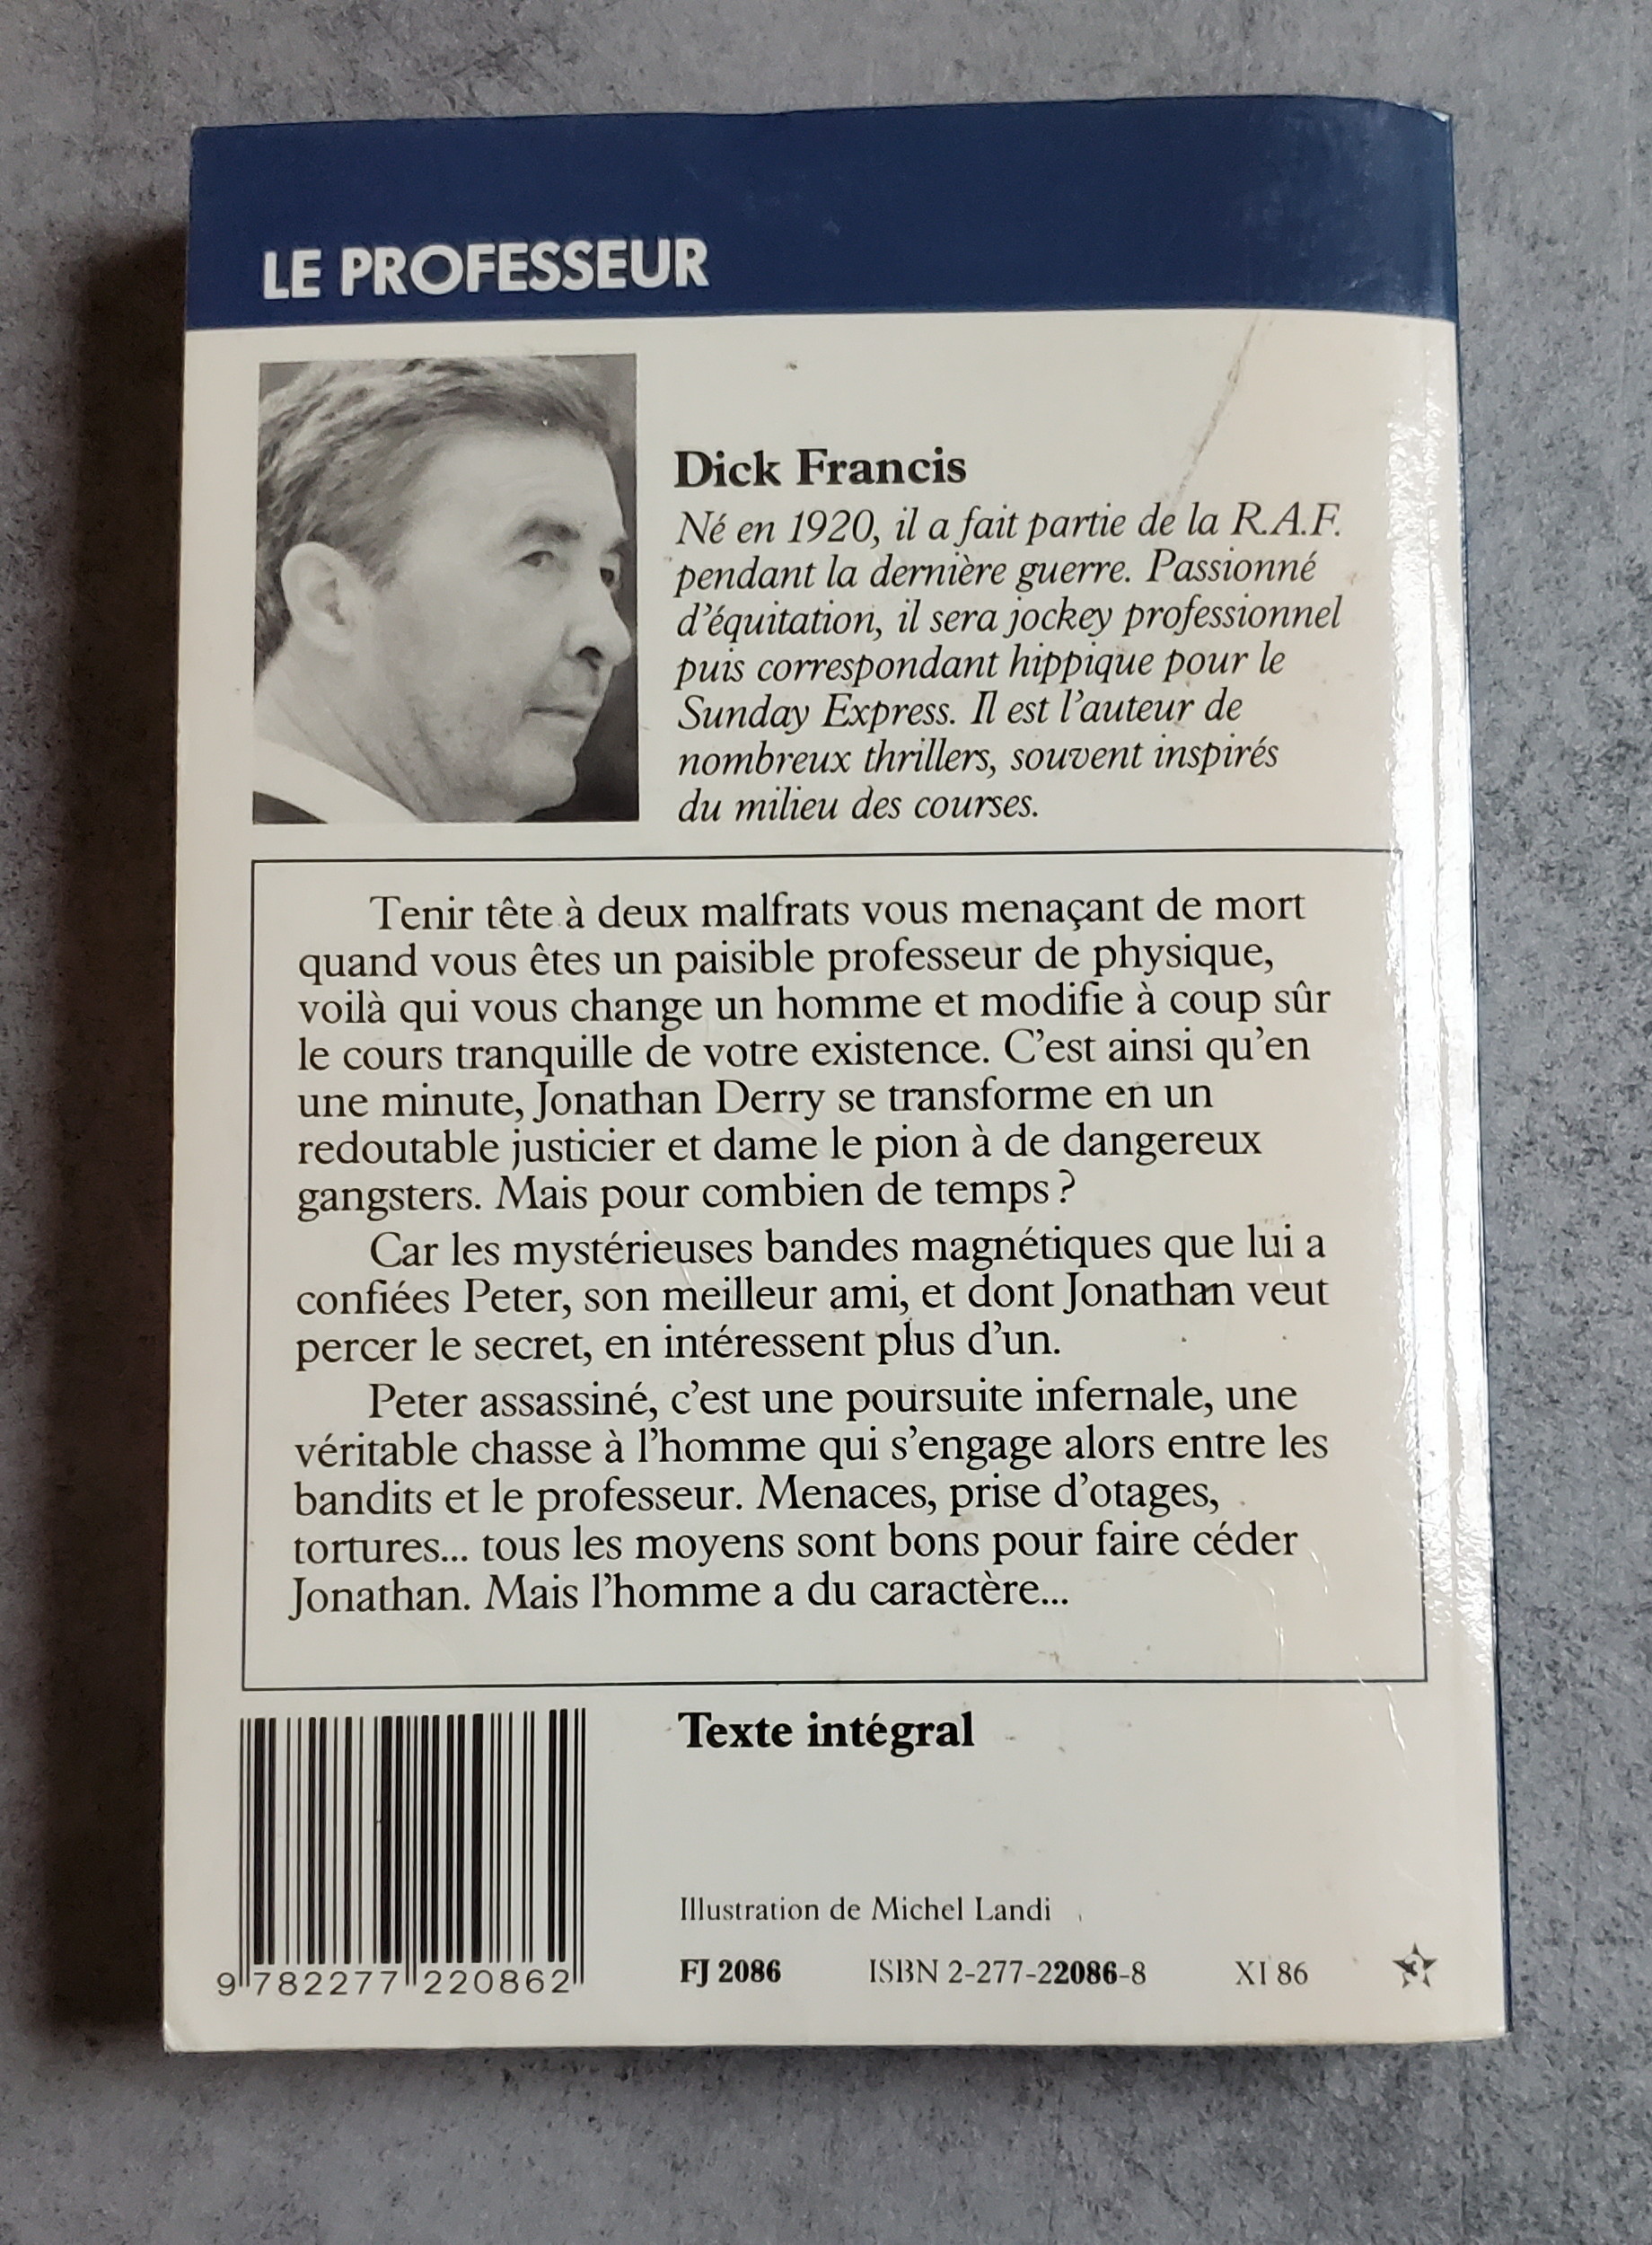 LE PROFESSEUR
Dick Francis
Né en 1920, il a fait partie de la R.A.F.
pendant la dernière guerre. Passionné
d'équitation, il sera jockey professionnel
puis correspondant hippique pour le
Sunday Express. Il est l'auteur de
nombreux thrillers, souvent inspirés
du milieu des courses.
Tenir tête à deux malfrats vous menaçant de mort
quand vous êtes un paisible professeur de physique,
voilà qui vous change un homme et modifie à coup sûr
le cours tranquille de votre existence. C'est ainsi qu'en
une minute, Jonathan Derry se transforme en un
redoutable justicier et dame le pion à de dangereux
gangsters. Mais pour combien de temps ?
Car les mystérieuses bandes magnétiques que lui a
confiées Peter, son meilleur ami, et dont Jonathan veut
percer le secret, en intéressent plus d'un.
Peter assassiné, c'est une poursuite infernale, une
véritable chasse à l'homme qui s'engage alors entre les
bandits et le professeur. Menaces, prise d'otages,
tortures... tous les moyens sont bons pour faire céder
Jonathan. Mais l'homme a du caractère...
Texte intégral
Illustration de Michel Landi
9 782277 220862
FJ 2086 ISBN 2-277-22086-8 XI 86 3